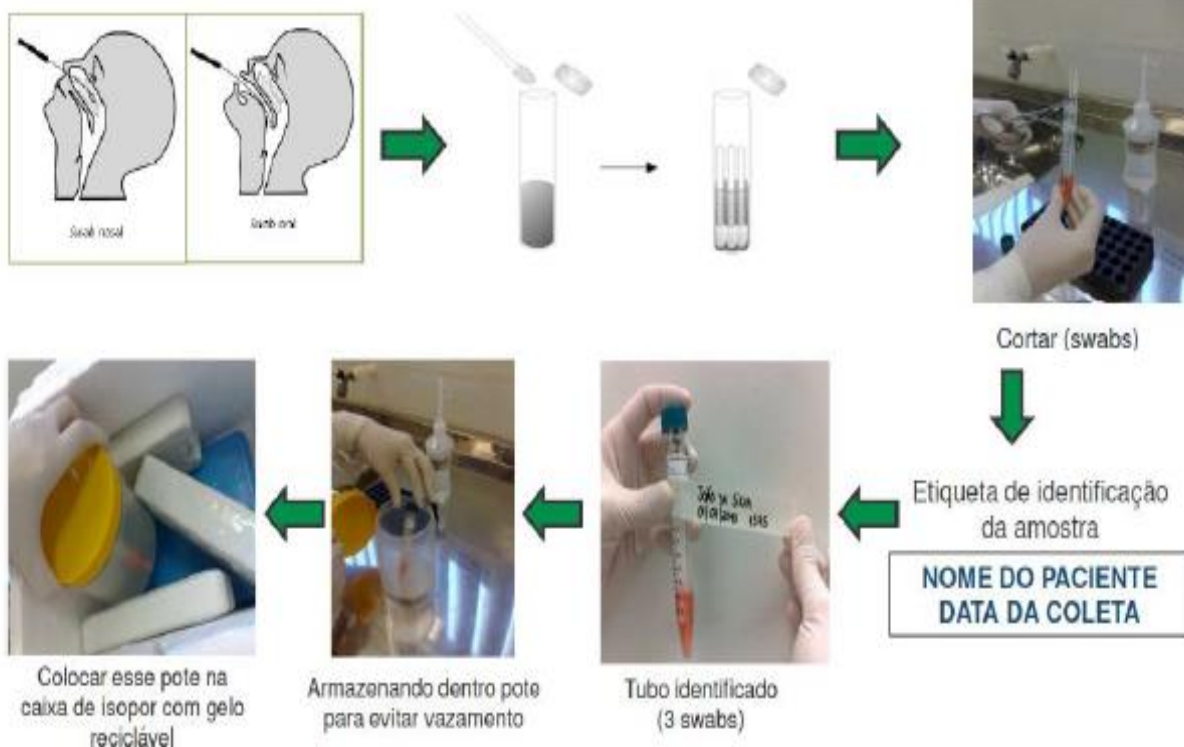 Swab nasal
Swab oral
Cortar (swabs)
Etiqueta de identificação
da amostra
NOME DO PACIENTE
DATA DA COLETA
Tubo identificado
(3 swabs)
Armazenando dentro pote
para evitar vazamento
Colocar esse pote na
caixa de isopor com gelo
reciclável